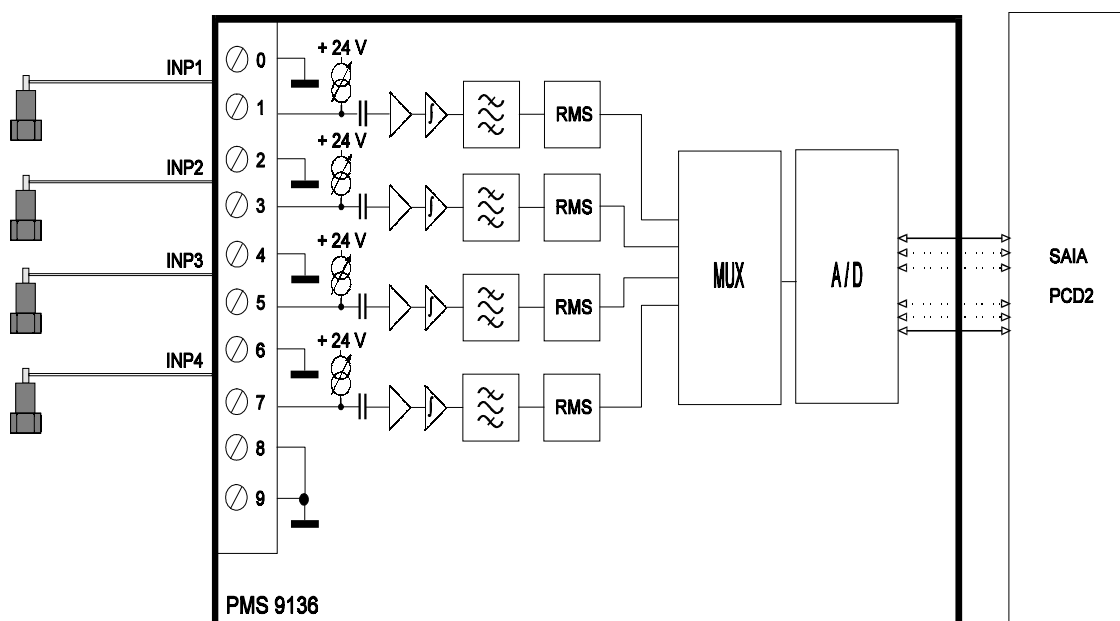 INP1
INP2
INP3
INP4
0
1
2
3
4
5
6
7
8
9
+ 24 V
+ 24 V
+ 24 V
+ 24 V
∫
∫
∫
∫
RMS
RMS
RMS
RMS
MUX
A/D
SAIA
PCD2
PMS 9136